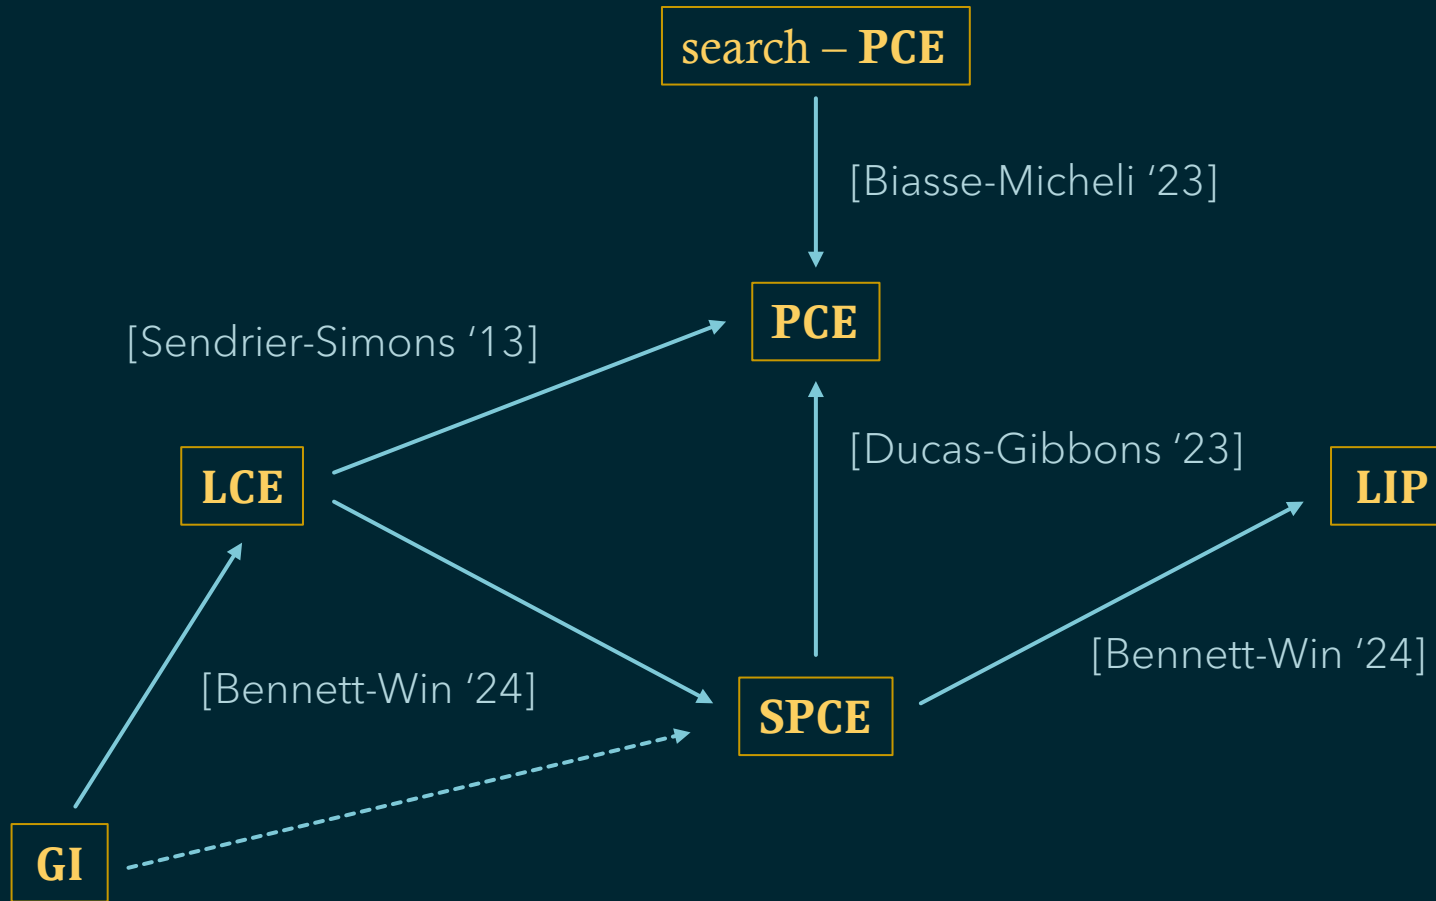 search – PCE
[Biasse-Micheli ‘23]
PCE
[Sendrier-Simons ‘13]
[Ducas-Gibbons ‘23]
LCE
LIP
[Bennett-Win ‘24]
[Bennett-Win ‘24]
SPCE
GI